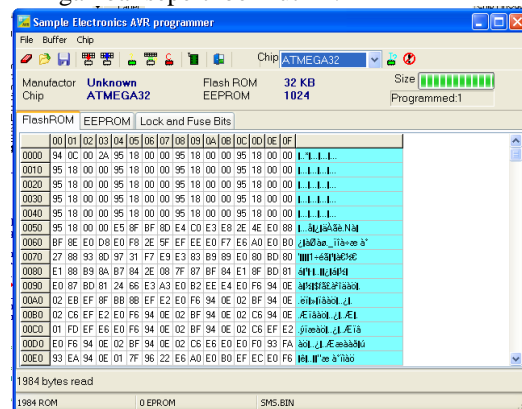 Sample Electronics AVR programmer
File Buffer Chip
Chip ATMEGA32
Manufactor Unknown Flash ROM 32 KB Size
Chip ATMEGA32 EEPROM 1024 Programmed:1
FlashROM EEPROM Lock and Fuse Bits
00 01 02 03 04 05 06 07 08 09 0A 0B 0C 0D 0E 0F
0000 94 0C 00 2A 95 18 00 00 95 18 00 00 95 18 00 00
0010 95 18 00 00 95 18 00 00 95 18 00 00 95 18 00 00
0020 95 18 00 00 95 18 00 00 95 18 00 00 95 18 00 00
0030 95 18 00 00 95 18 00 00 95 18 00 00 95 18 00 00
0040 95 18 00 00 95 18 00 00 95 18 00 00 95 18 00 00
0050 95 18 00 00 E5 8F BF 8D E4 C0 E3 E8 2E 4E E0 88
0060 BF 8E E0 D8 E0 F8 2E 5F EF EE E0 F7 E6 A0 E0 B0
0070 27 88 93 8D 97 31 F7 E9 E3 83 B9 89 E0 80 BD 80
0080 E1 88 B9 8A B7 84 2E 08 7F 87 BF 84 E1 8F BD 81
0090 E0 87 BD 81 24 66 E3 A3 E0 B2 EE E4 E0 F6 94 0E
00A0 02 EB EF 8F BB 8B EF E2 E0 F6 94 0E 02 BF 94 0E
00B0 02 C6 EF E2 E0 F6 94 0E 02 BF 94 0E 02 C6 94 0E
00C0 01 FD EF E6 E0 F6 94 0E 02 BF 94 0E 02 C6 EF E2
00D0 E0 F6 94 0E 02 BF 94 0E 02 C6 E6 E0 E0 F0 93 FA
00E0 93 EA 94 0E 01 7F 96 22 E6 A0 E0 B0 EF EC E0 F6
1984 bytes read
1984 ROM 0 EPROM SMS.BIN